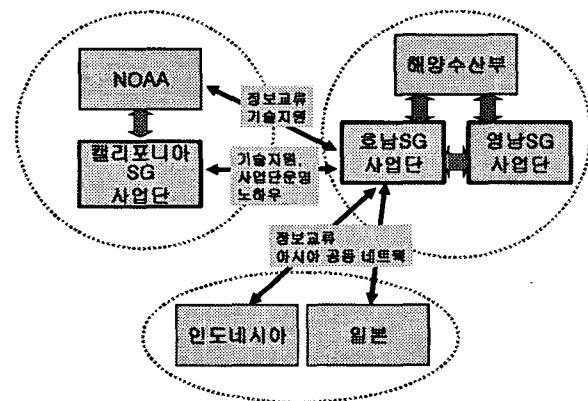 NOAA
해양수산부
정보교류
기술지원
캘리포니아
SG
사업단
기술지원,
사업단운영
노하우
호남SG
사업단
영남SG
사업단
정보교류
아시아 공동 네트웍
인도네시아
일본